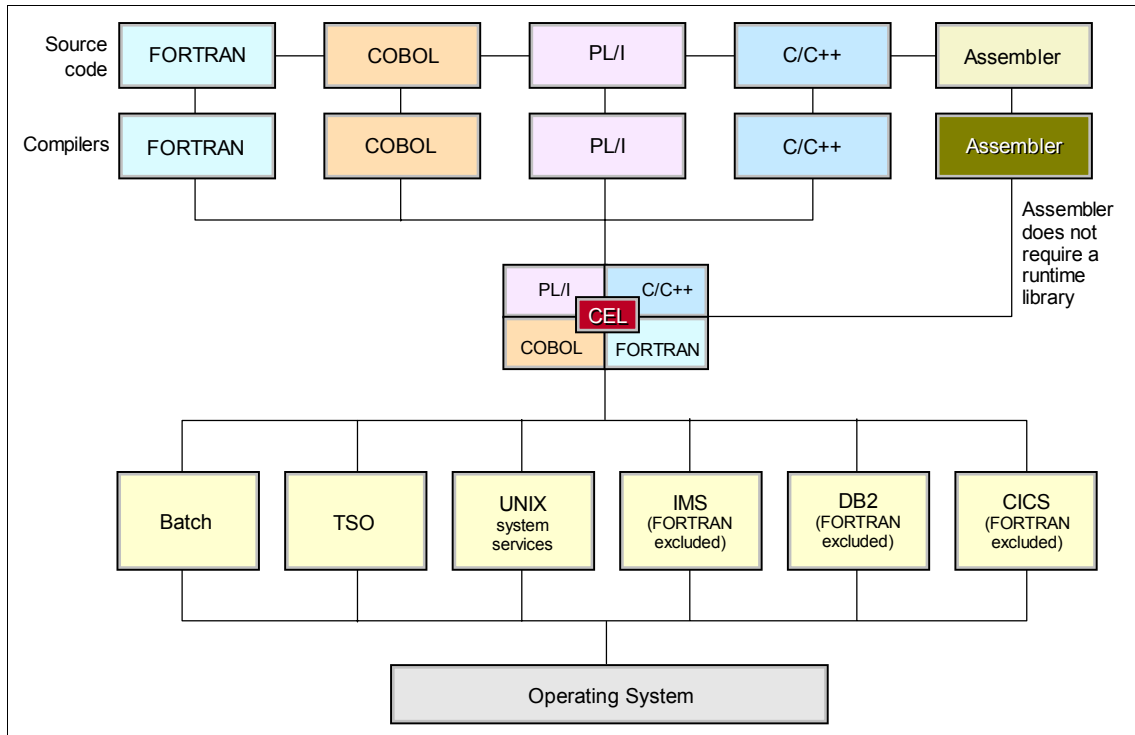 Source
code
FORTRAN
COBOL
PL/I
C/C++
Assembler
Compilers
FORTRAN
COBOL
PL/I
C/C++
Assembler
Assembler
does not
require a
runtime
library
PL/I
C/C++
CEL
COBOL
FORTRAN
Batch
TSO
UNIX
system
services
IMS
(FORTRAN
excluded)
DB2
(FORTRAN
excluded)
CICS
(FORTRAN
excluded)
Operating System